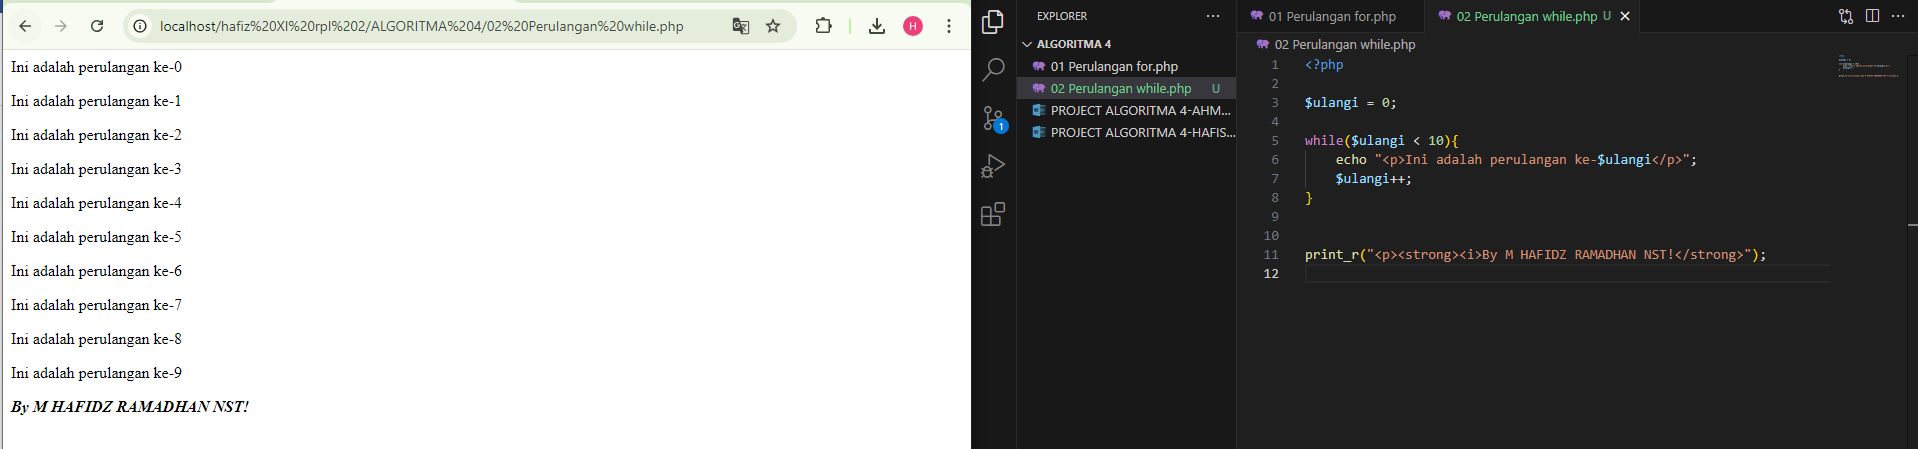 localhost/hafiz%20XI%20rpl%202/ALGORITMA%204/02%20Perulangan%20while.php
H
Ini adalah perulangan ke-0
Ini adalah perulangan ke-1
Ini adalah perulangan ke-2
Ini adalah perulangan ke-3
Ini adalah perulangan ke-4
Ini adalah perulangan ke-5
Ini adalah perulangan ke-6
Ini adalah perulangan ke-7
Ini adalah perulangan ke-8
Ini adalah perulangan ke-9
By M HAFIDZ RAMADHAN NST!
1
EXPLORER ...
ALGORITMA 4
01 Perulangan for.php
02 Perulangan while.php U
PROJECT ALGORITMA 4-AHM...
PROJECT ALGORITMA 4-HAFIS...
01 Perulangan for.php 02 Perulangan while.php U
02 Perulangan while.php
1 <?php
2
3 $ulangi = 0;
4
5 while($ulangi < 10){
6 echo "<p>Ini adalah perulangan ke-$ulangi</p>";
7 $ulangi++;
8 }
9
10
11 print_r("<p><strong><i>By M HAFIDZ RAMADHAN NST!</strong>");
12